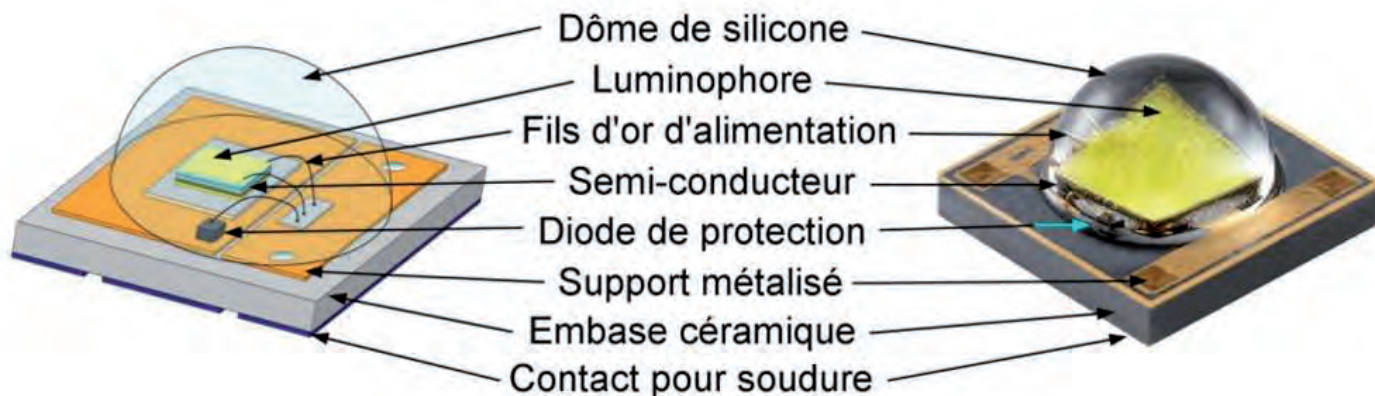 Dôme de silicone
Luminophore
Fils d'or d'alimentation
Semi-conducteur
Diode de protection
Support métalisé
Embase céramique
Contact pour soudure